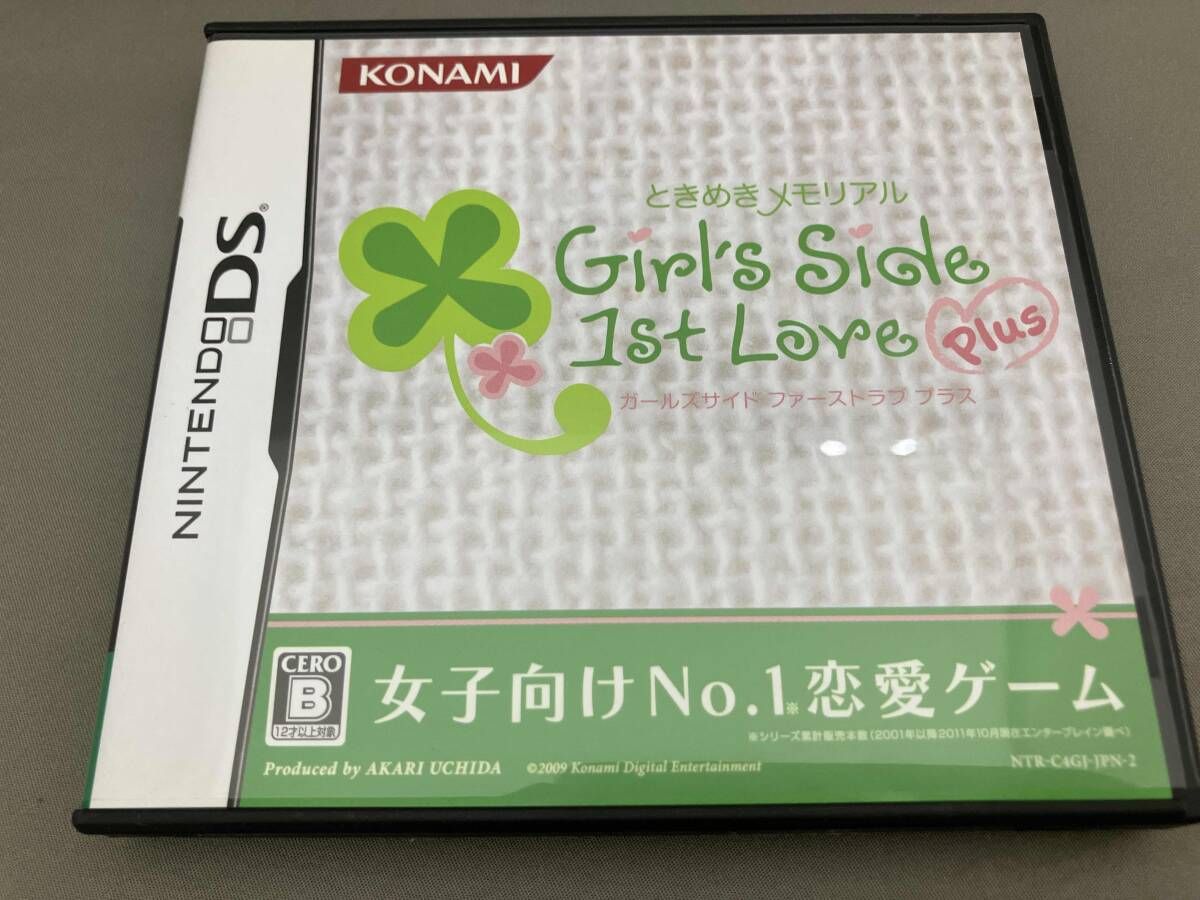 KONAMI
NINTENDO DS®
ときめきメモリアル
Girl's Side
1st Love Plus
ガールズサイド ファーストラブ プラス
CERO
B
12才以上対象
女子向けNo.1※恋愛ゲーム
※シリーズ累計販売本数(2001年以降2011年10月現在エンターブレイン調べ)
Produced by AKARI UCHIDA ©2009 Konami Digital Entertainment
NTR-C4GJ-JPN-2